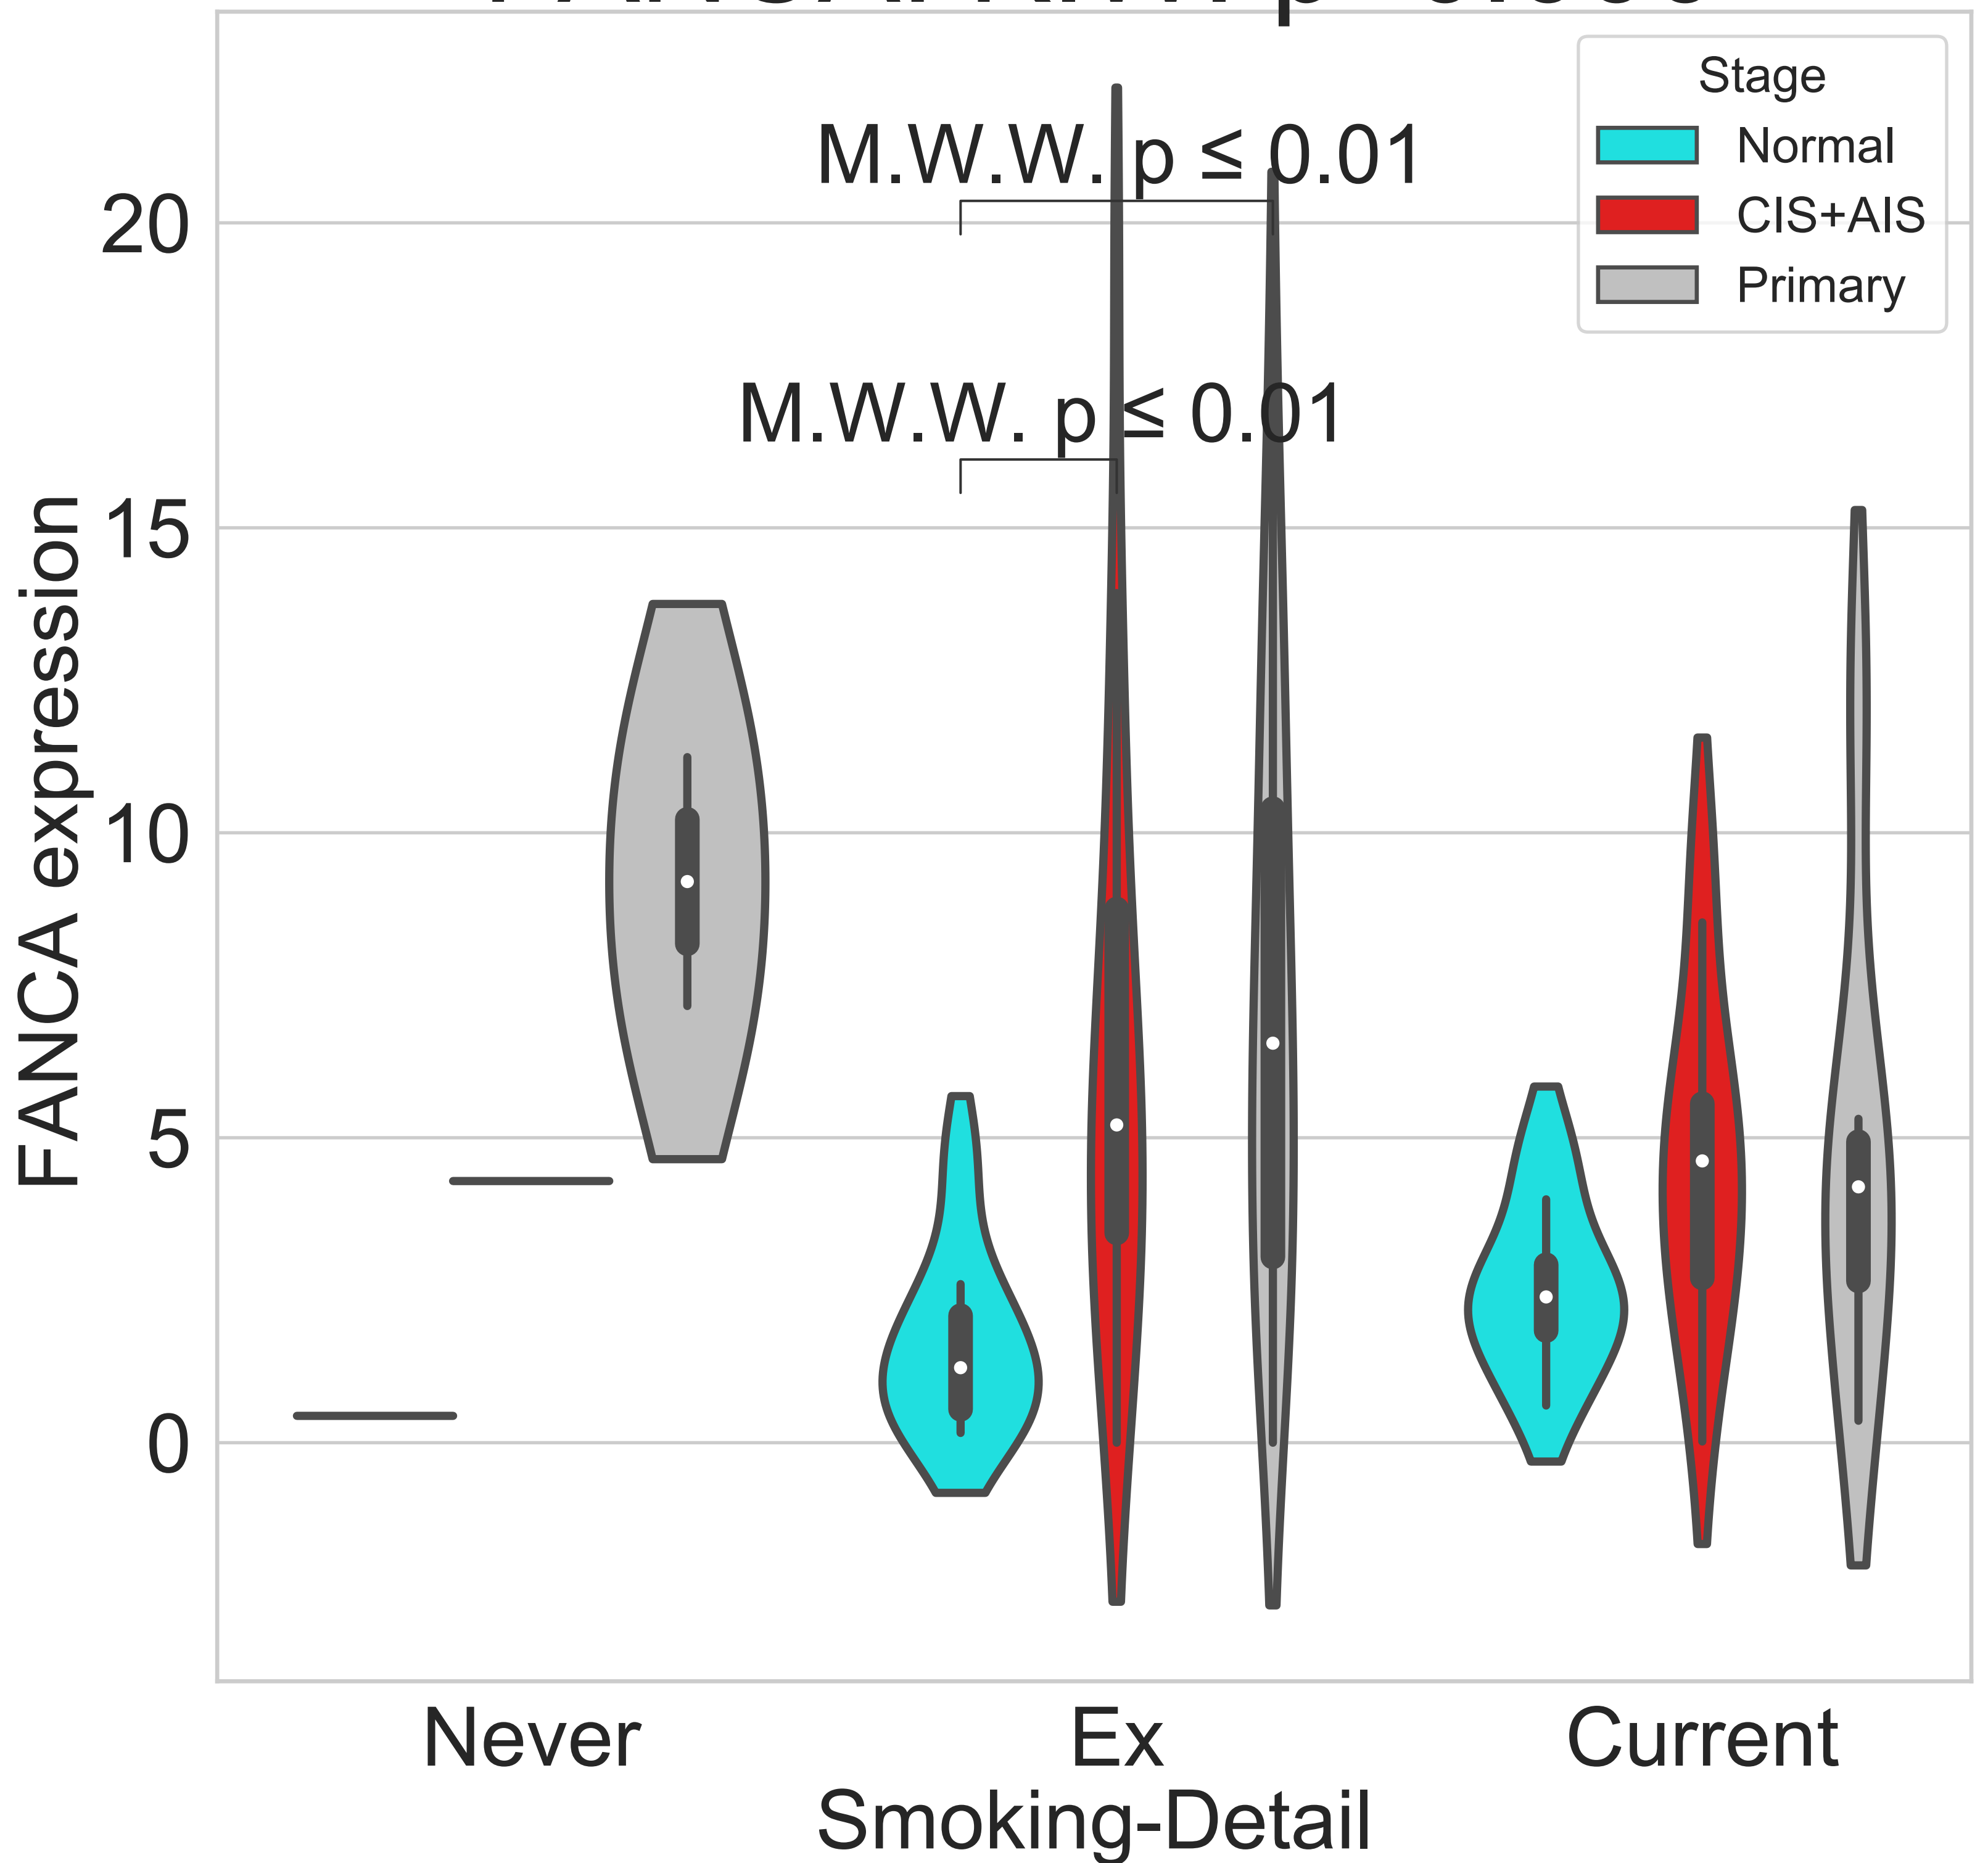 Stage
Normal
CIS+AIS
Primary
M.W.W. p ≤ 0.01
M.W.W. p ≤ 0.01
FANCA expression
20
15
10
5
0
Never
Ex
Current
Smoking-Detail